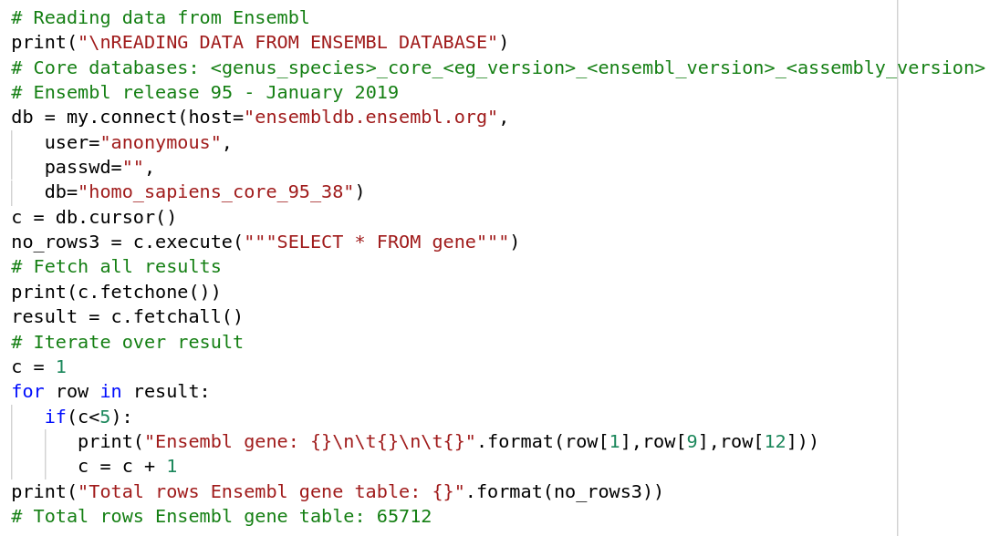 # Reading data from Ensembl
print("\nREADING DATA FROM ENSEMBL DATABASE")
# Core databases: <genus_species>_core_<eg_version>_<ensembl_version>_<assembly_version>
# Ensembl release 95 - January 2019
db = my.connect(host="ensembldb.ensembl.org",
   user="anonymous",
   passwd="",
   db="homo_sapiens_core_95_38")
c = db.cursor()
no_rows3 = c.execute("""SELECT * FROM gene""")
# Fetch all results
print(c.fetchone())
result = c.fetchall()
# Iterate over result
c = 1
for row in result:
   if(c<5):
      print("Ensembl gene: {}\n\t{}\n\t{}".format(row[1],row[9],row[12]))
      c = c + 1
print("Total rows Ensembl gene table: {}".format(no_rows3))
# Total rows Ensembl gene table: 65712